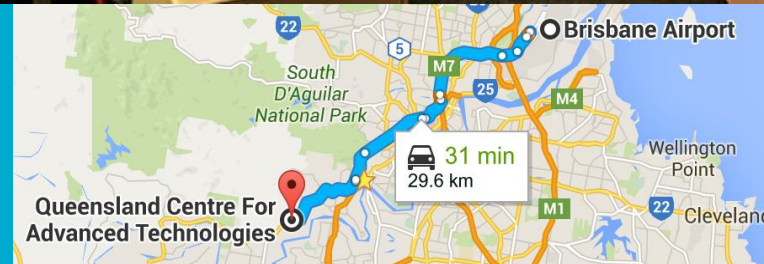 22
Brisbane Airport
5
M7
South
D'Aguilar
National Park
25
M4
31 min
29.6 km
Wellington
Point
Queensland Centre For
Advanced Technologies
M1
22
Cleveland